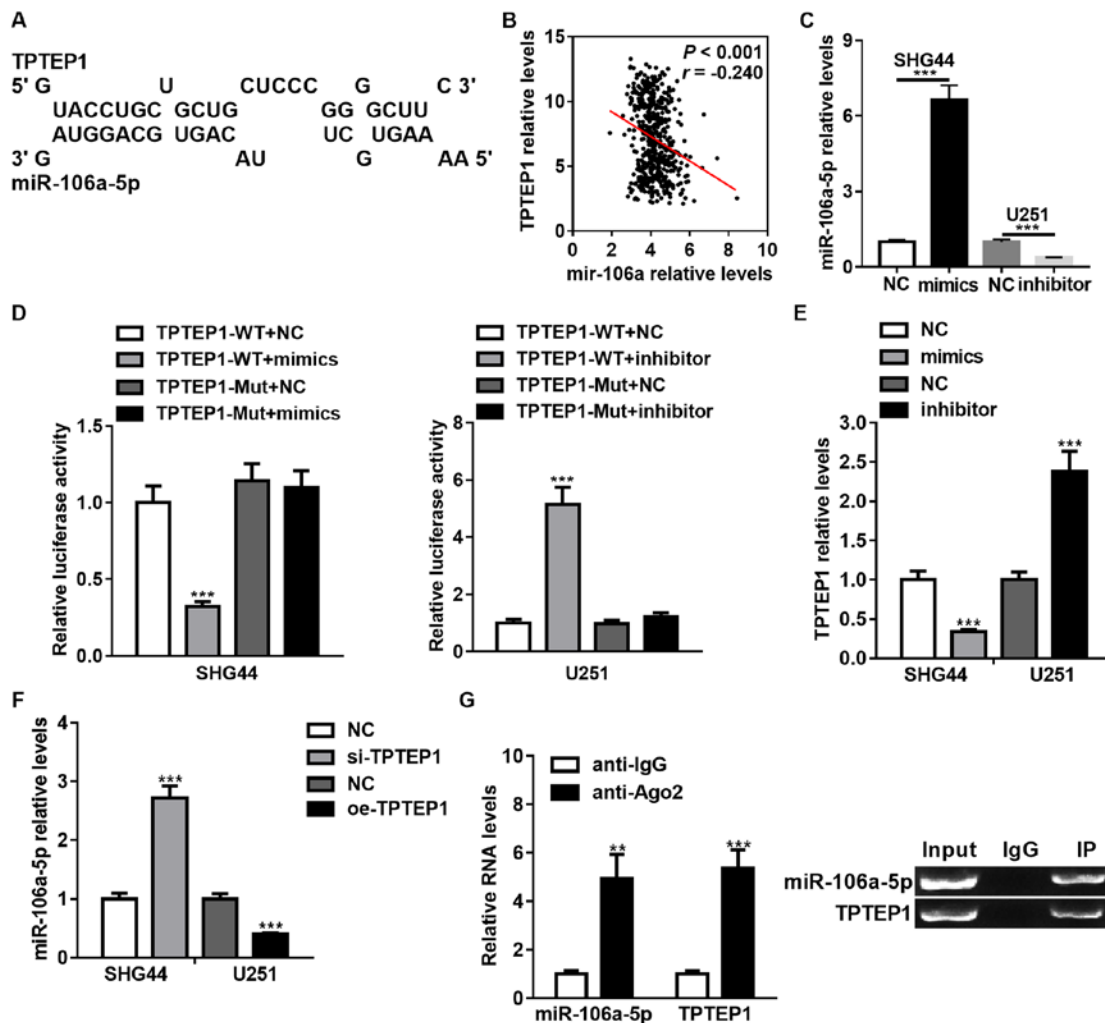 A
TPTEP1
5' G U CUCCC G C 3'
UACCUGC GCUG GG GCUU
AUGGACG UGAC UC UGAA
3' G AU G AA 5'
miR-106a-5p
B
TPTEP1 relative levels
15
10
5
0
P < 0.001
r = -0.240
0 2 4 6 8 10
mir-106a relative levels
C
miR-106a-5p relative levels
9
6
3
0
SHG44
***
U251
***
NC mimics NC inhibitor
D
TPTEP1-WT+NC
TPTEP1-WT+mimics
TPTEP1-Mut+NC
TPTEP1-Mut+mimics
Relative luciferase activity
1.5
1.0
0.5
0.0
***
SHG44
TPTEP1-WT+NC
TPTEP1-WT+inhibitor
TPTEP1-Mut+NC
TPTEP1-Mut+inhibitor
Relative luciferase activity
8
6
4
2
0
***
U251
E
NC
mimics
NC
inhibitor
TPTEP1 relative levels
3.0
2.5
2.0
1.5
1.0
0.5
0.0
***
***
SHG44 U251
F
miR-106a-5p relative levels
4
3
2
1
0
***
***
SHG44 U251
NC
si-TPTEP1
NC
oe-TPTEP1
G
Relative RNA levels
10
8
6
4
2
0
anti-IgG
anti-Ago2
**
***
miR-106a-5p TPTEP1
Input IgG IP
miR-106a-5p
TPTEP1